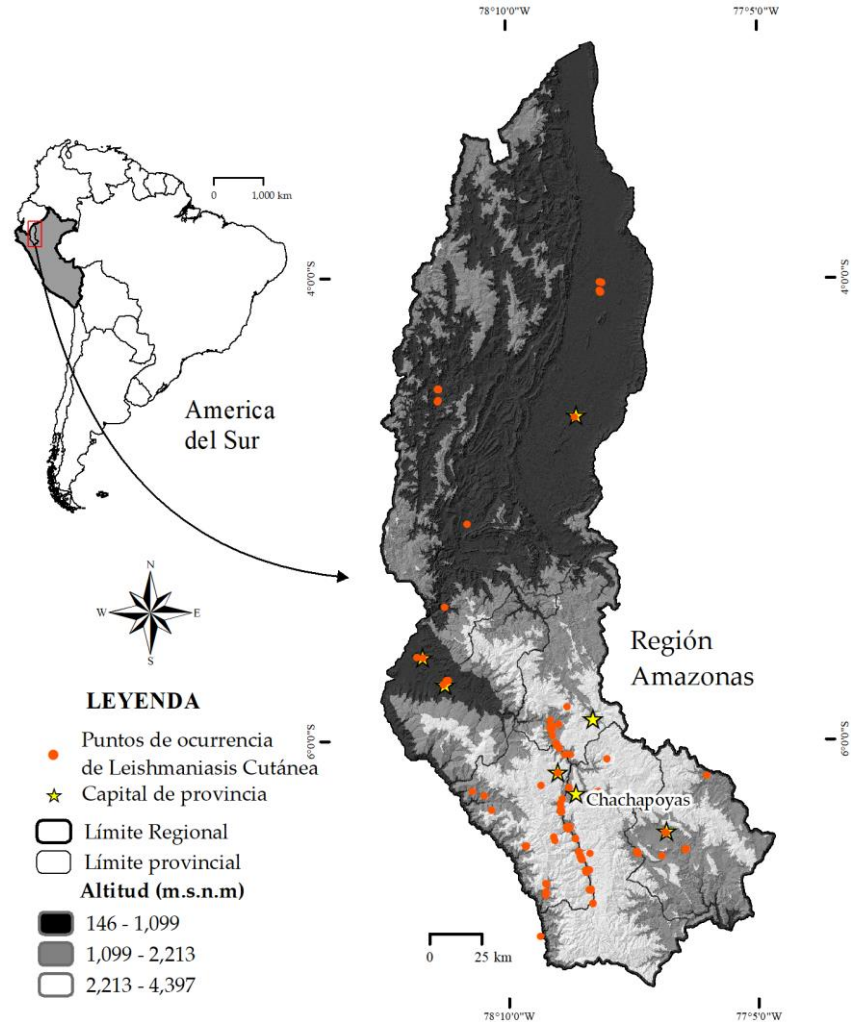 78°10'0"W
77°5'0"W
0
1,000 km
4°0'0"S
4°0'0"S
America
del Sur
N
W
E
S
Región
Amazonas
LEYENDA
Puntos de ocurrencia
de Leishmaniasis Cutánea
Capital de provincia
Límite Regional
Límite provincial
Altitud (m.s.n.m)
146 - 1,099
1,099 - 2,213
2,213 - 4,397
6°0'0"S
6°0'0"S
Chachapoyas
0
25 km
78°10'0"W
77°5'0"W